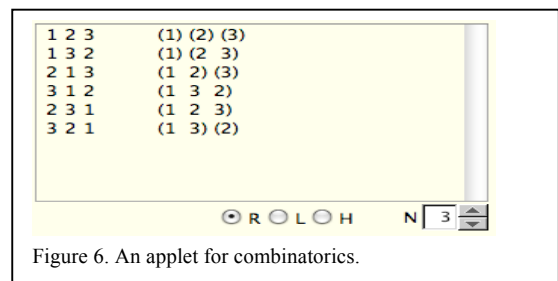 1 2 3 (1) (2) (3)
1 3 2 (1) (2 3)
2 1 3 (1 2) (3)
3 1 2 (1 3 2)
2 3 1 (1 2 3)
3 2 1 (1 3) (2)
R L H N 3
Figure 6. An applet for combinatorics.